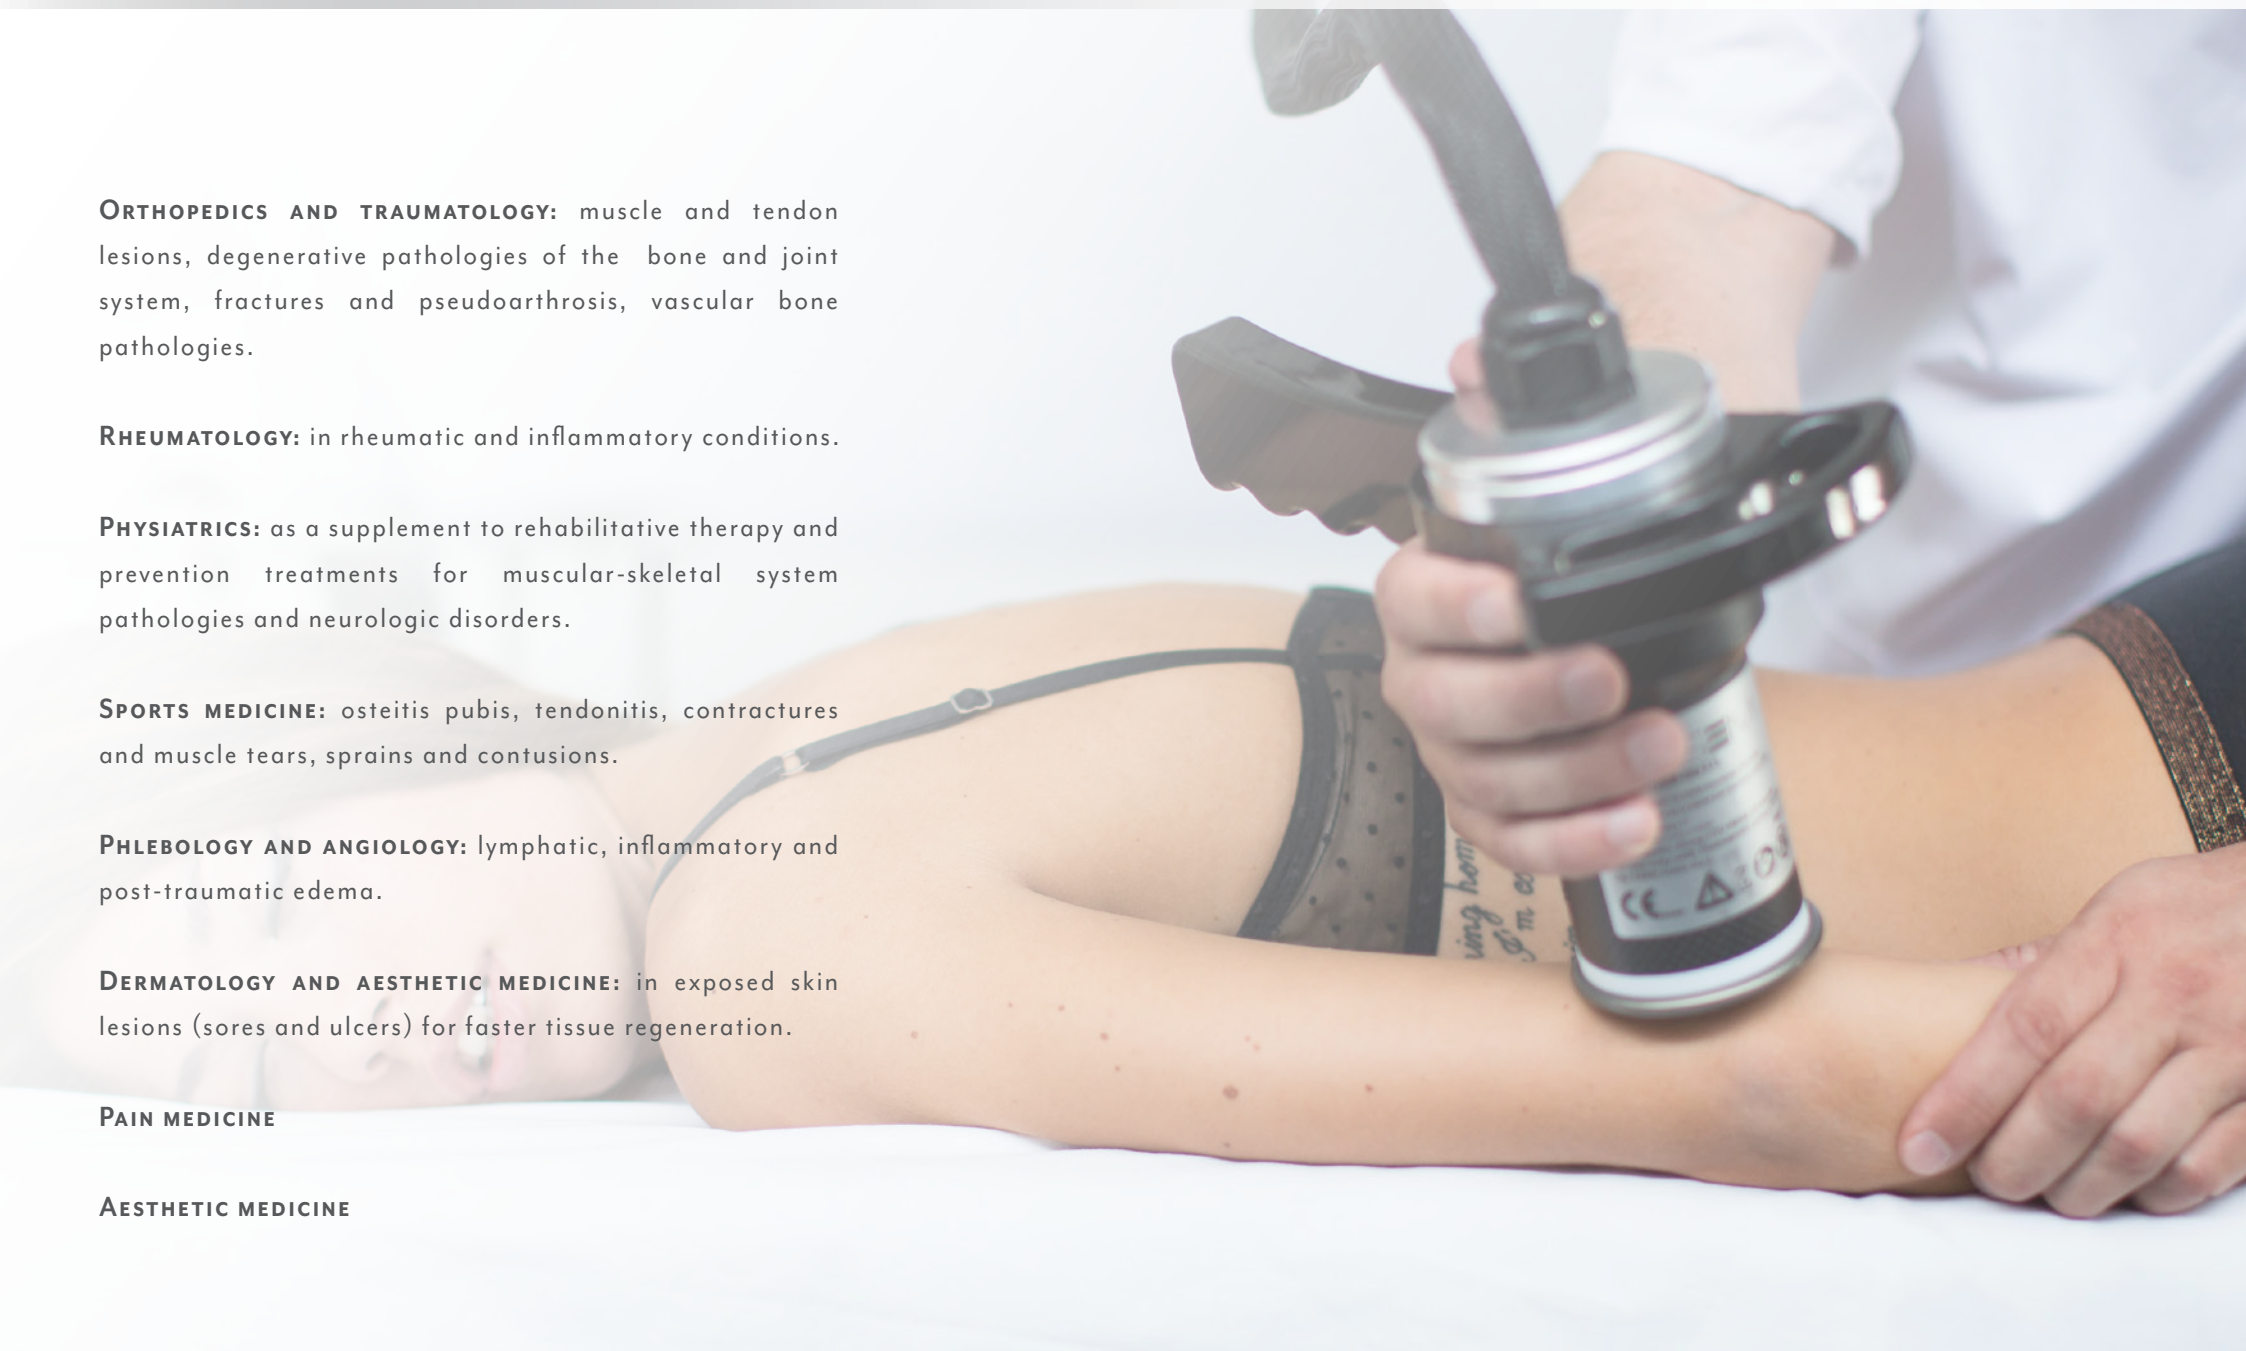 ORTHOPEDICS AND TRAUMATOLOGY: muscle and tendon
lesions, degenerative pathologies of the bone and joint
system, fractures and pseudoarthrosis, vascular bone
pathologies.
RHEUMATOLOGY: in rheumatic and inflammatory conditions.
PHYSIATRICS: as a supplement to rehabilitative therapy and
prevention treatments for muscular-skeletal system
pathologies and neurologic disorders.
SPORTS MEDICINE: osteitis pubis, tendonitis, contractures
and muscle tears, sprains and contusions.
PHLEBOLOGY AND ANGIOLOGY: lymphatic, inflammatory and
post-traumatic edema.
DERMATOLOGY AND AESTHETIC MEDICINE: in exposed skin
lesions (sores and ulcers) for faster tissue regeneration.
PAIN MEDICINE
AESTHETIC MEDICINE
I'm
CE